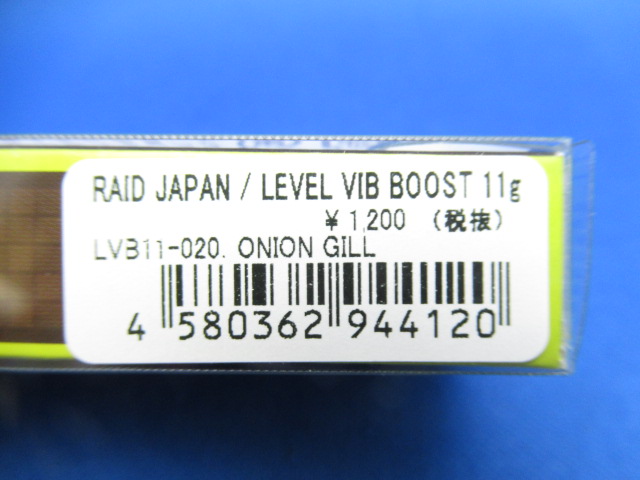 RAID JAPAN / LEVEL VIB BOOST 11g
¥ 1,200 (税抜)
LVB11-020. ONION GILL
4 580362 944120